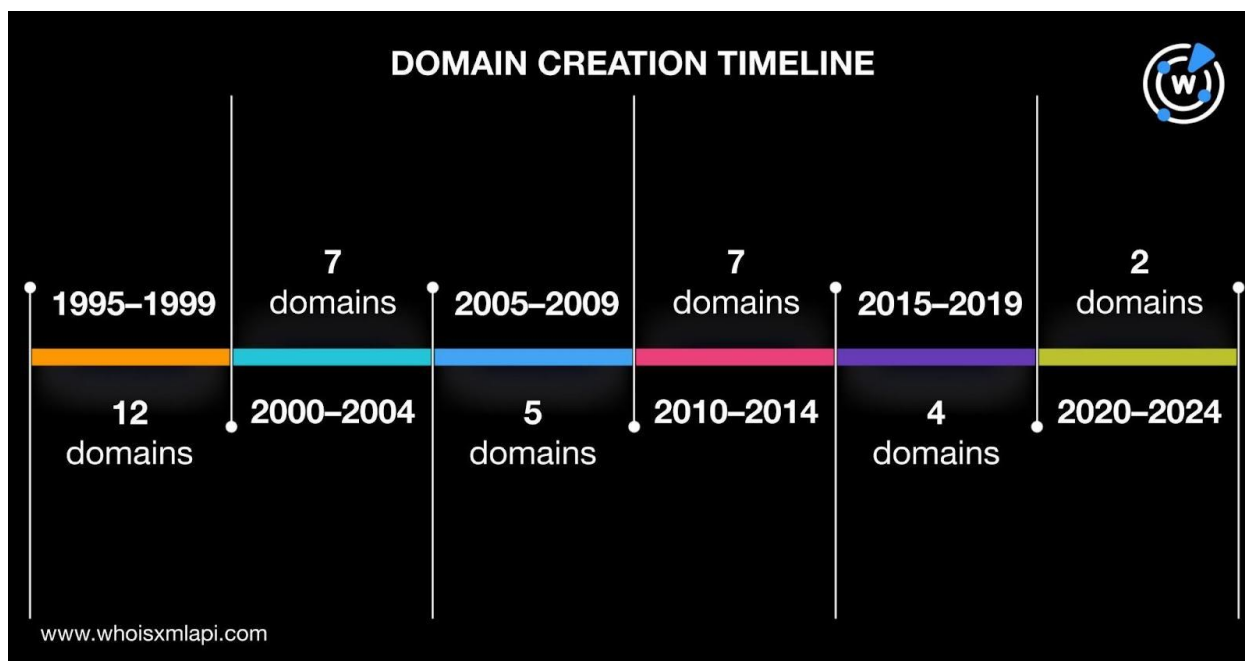 DOMAIN CREATION TIMELINE
W
1995–1999
12
domains
7
domains
2000–2004
2005–2009
5
domains
7
domains
2010–2014
2015–2019
4
domains
2
domains
2020–2024
www.whoisxmlapi.com